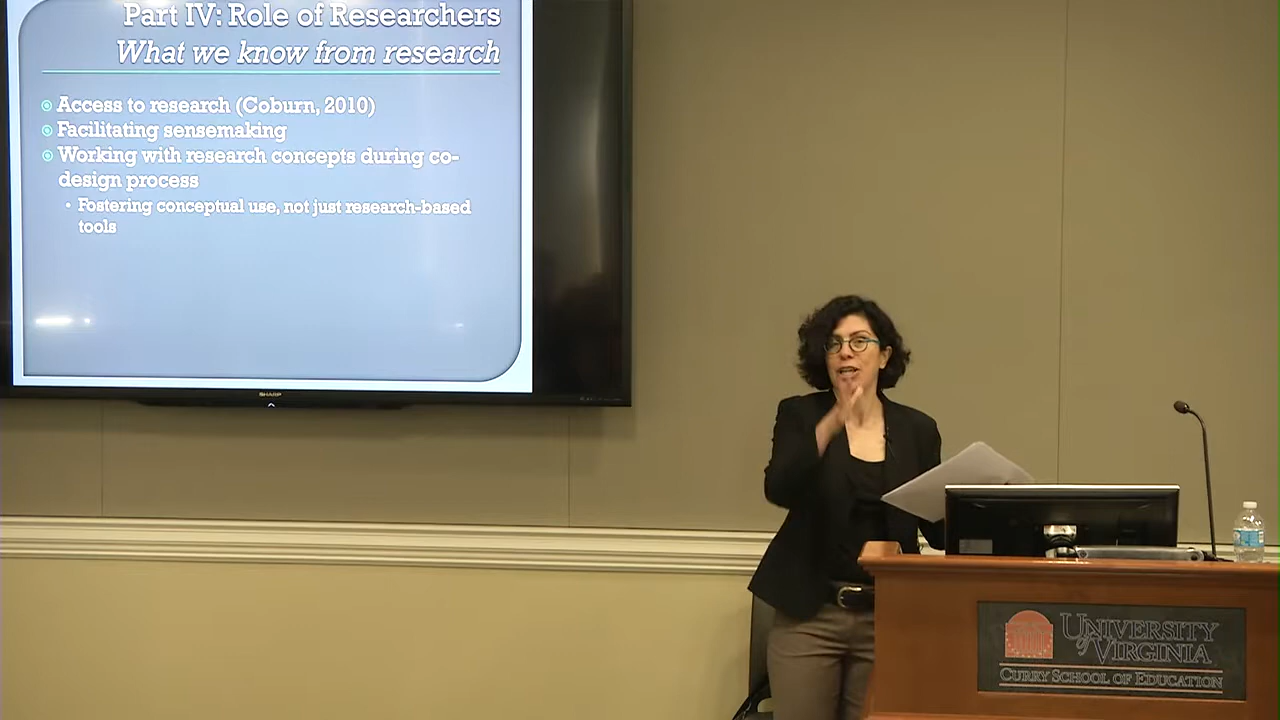 Part IV: Role of Researchers
What we know from research
Access to research (Coburn, 2010)
Facilitating sensemaking
Working with research concepts during co-
design process
Fostering conceptual use, not just research-based
tools
SHARP
UNIVERSITY
of VIRGINIA
CURRY SCHOOL OF EDUCATION